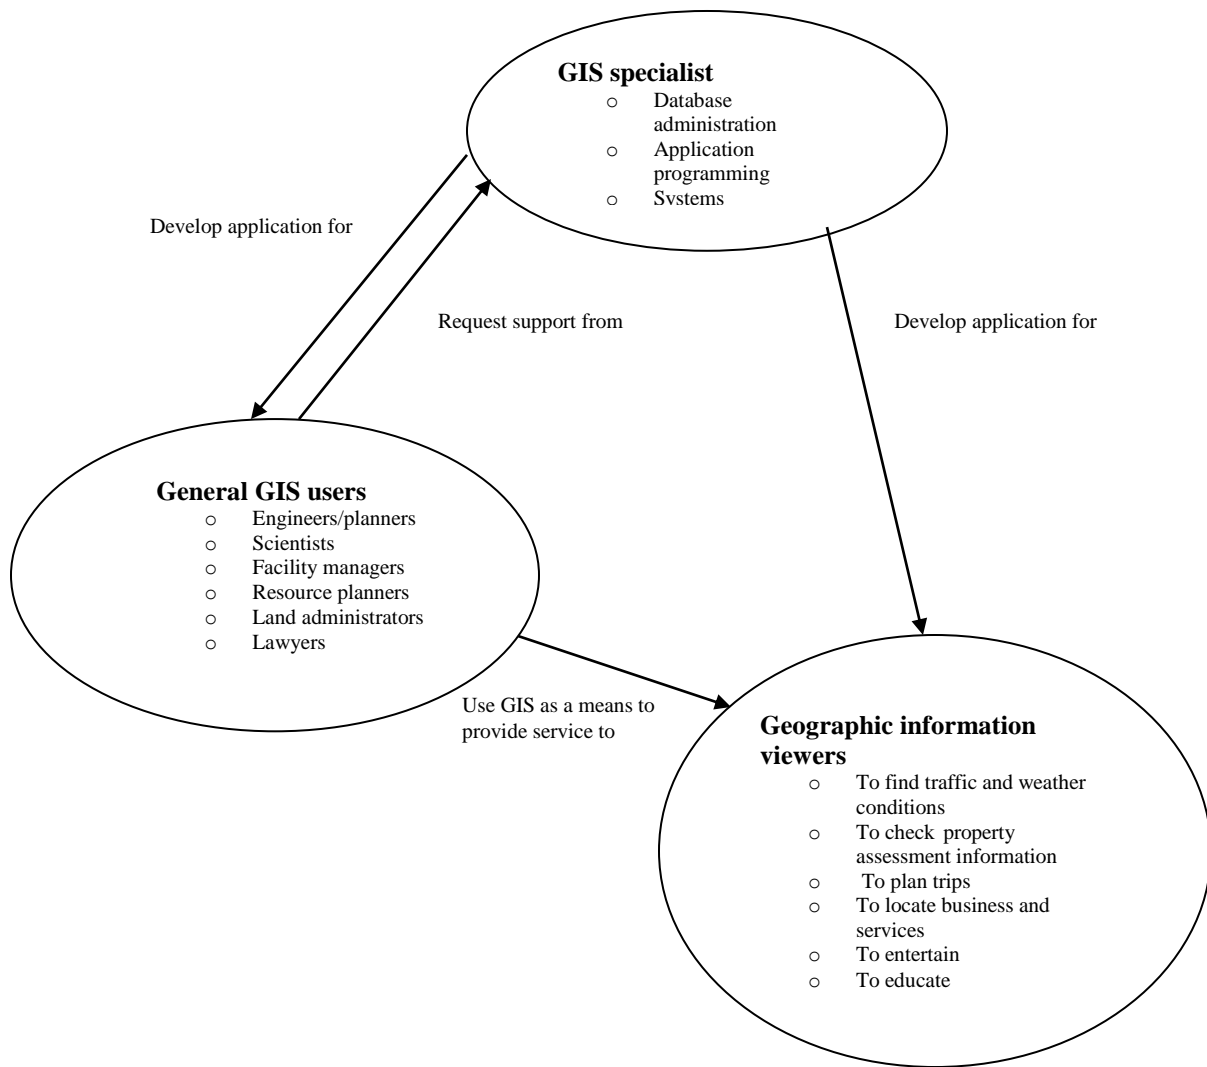 GIS specialist
o Database
administration
o Application
programming
o Systems
Develop application for
Request support from
Develop application for
General GIS users
o Engineers/planners
o Scientists
o Facility managers
o Resource planners
o Land administrators
o Lawyers
Use GIS as a means to
provide service to
Geographic information
viewers
o To find traffic and weather
conditions
o To check property
assessment information
o To plan trips
o To locate business and
services
o To entertain
o To educate